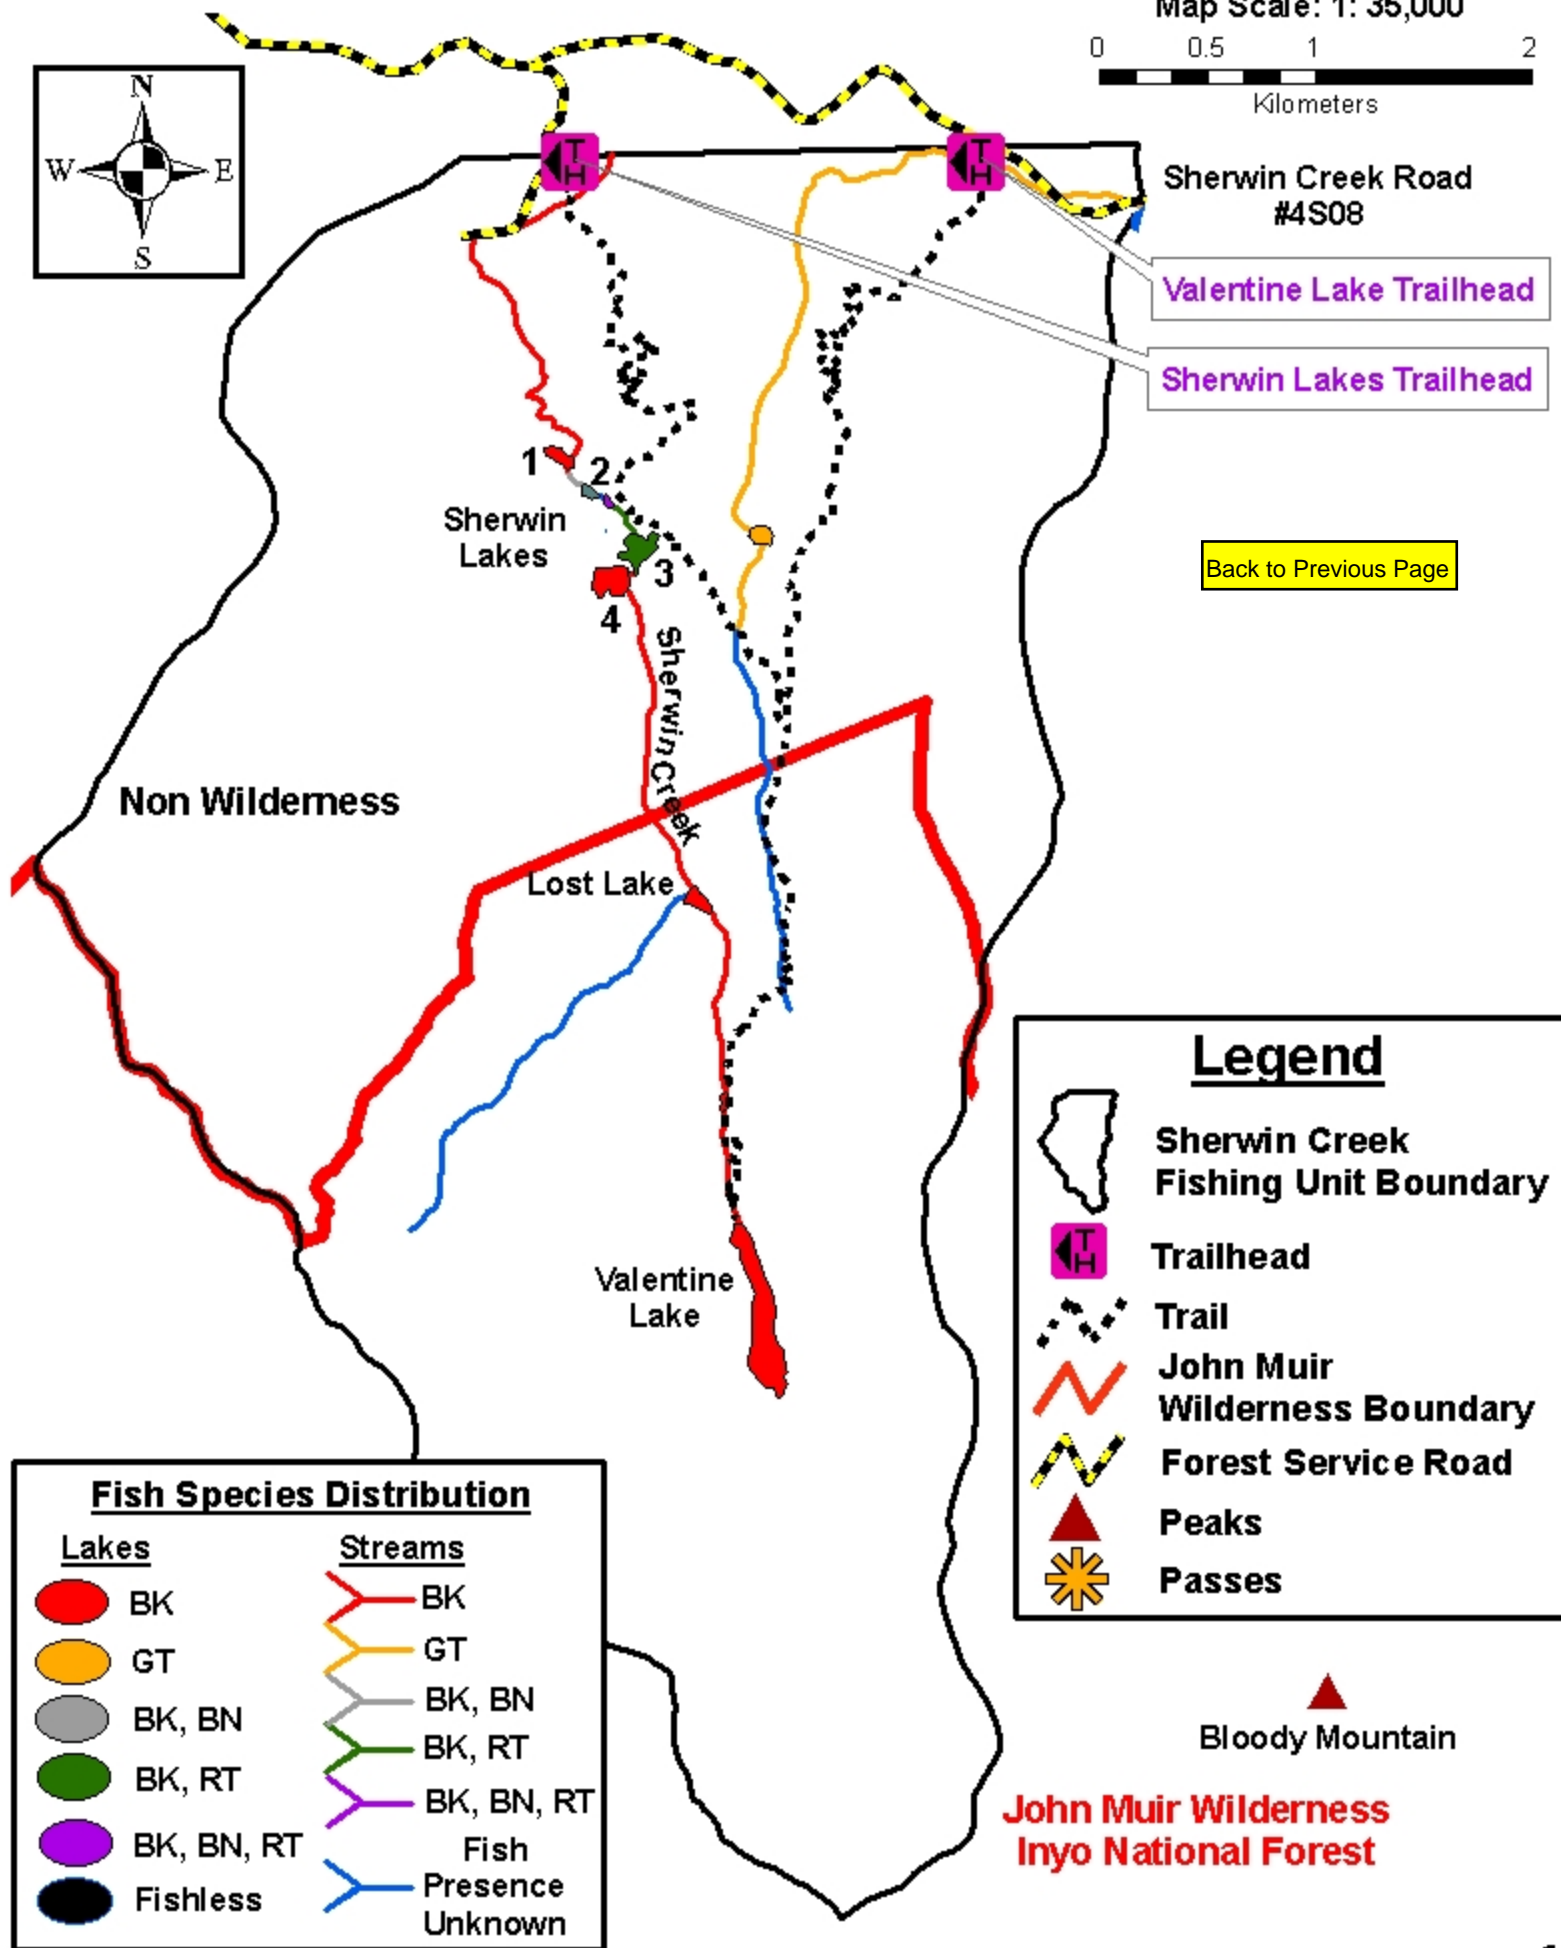 Map Scale: 1: 35,000
0 0.5 1 2
Kilometers
N
W E
S
T
H
T
H
Sherwin Creek Road
#4S08
Valentine Lake Trailhead
Sherwin Lakes Trailhead
1
2
Sherwin
Lakes
3
4
Back to Previous Page
Sherwin Creek
Non Wilderness
Lost Lake
Valentine
Lake
Legend
Sherwin Creek
Fishing Unit Boundary
T
H
Trailhead
Trail
John Muir
Wilderness Boundary
Forest Service Road
Peaks
Passes
Fish Species Distribution
Lakes Streams
BK BK
GT GT
BK, BN BK, BN
BK, RT BK, RT
BK, BN, RT BK, BN, RT
Fishless
Fish
Presence
Unknown
Bloody Mountain
John Muir Wilderness
Inyo National Forest